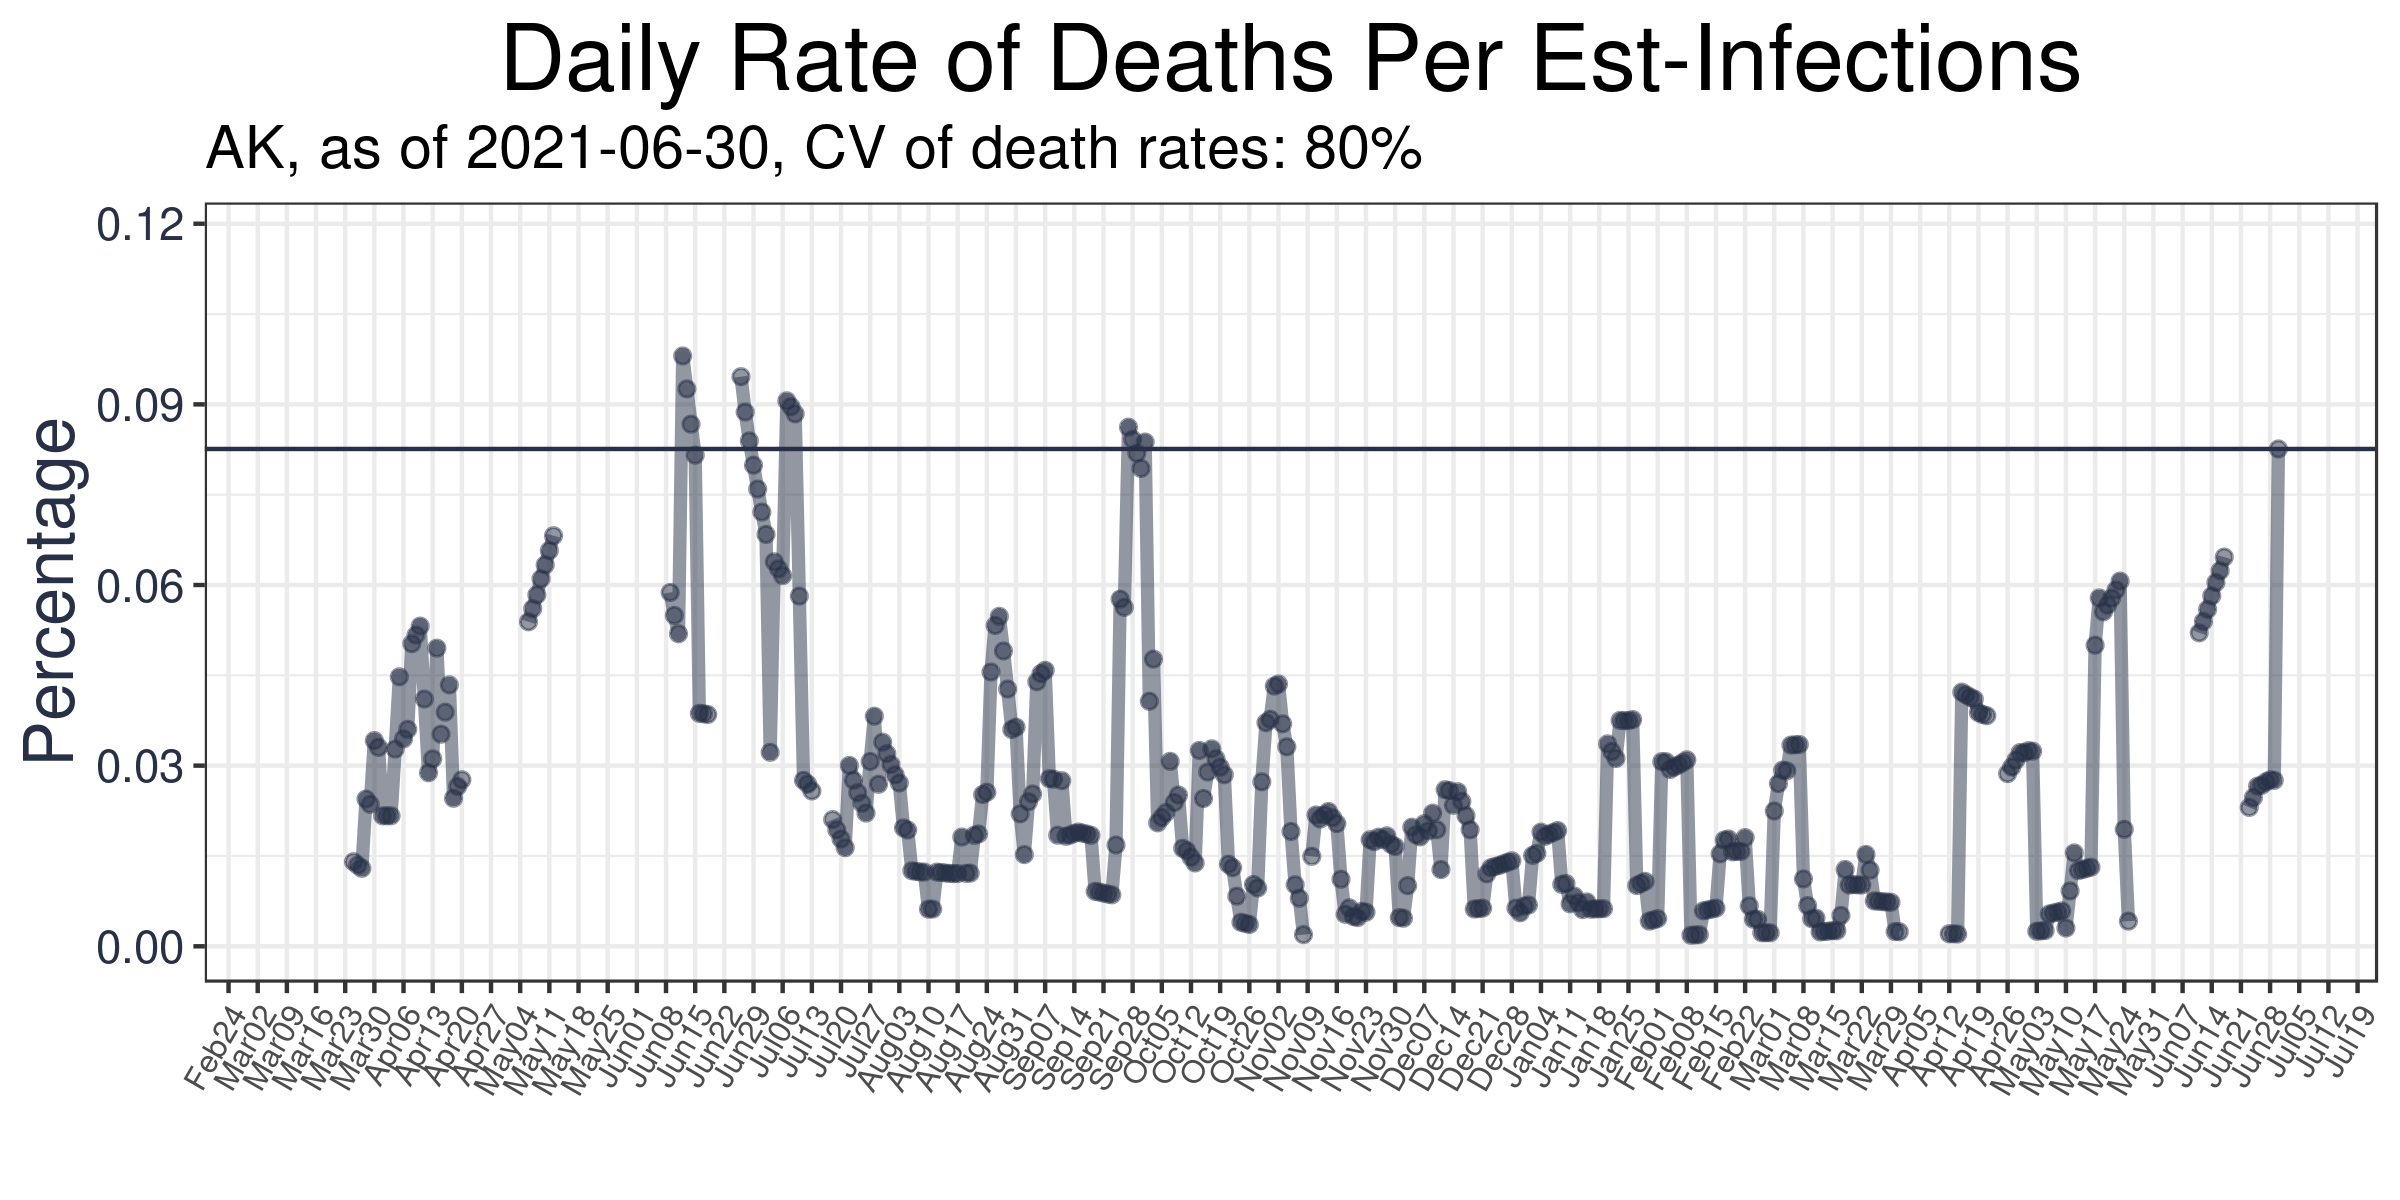 Daily Rate of Deaths Per Est-Infections
AK, as of 2021-06-30, CV of death rates: 80%
Percentage
0.12
0.09
0.06
0.03
0.00
Feb24
Mar02
Mar09
Mar16
Mar23
Mar30
Apr06
Apr13
Apr20
Apr27
May04
May11
May18
May25
Jun01
Jun08
Jun15
Jun22
Jun29
Jul06
Jul13
Jul20
Jul27
Aug03
Aug10
Aug17
Aug24
Aug31
Sep07
Sep14
Sep21
Sep28
Oct05
Oct12
Oct19
Oct26
Nov02
Nov09
Nov16
Nov23
Nov30
Dec07
Dec14
Dec21
Dec28
Jan04
Jan11
Jan18
Jan25
Feb01
Feb08
Feb15
Feb22
Mar01
Mar08
Mar15
Mar22
Mar29
Apr05
Apr12
Apr19
Apr26
May03
May10
May17
May24
May31
Jun07
Jun14
Jun21
Jun28
Jul05
Jul12
Jul19